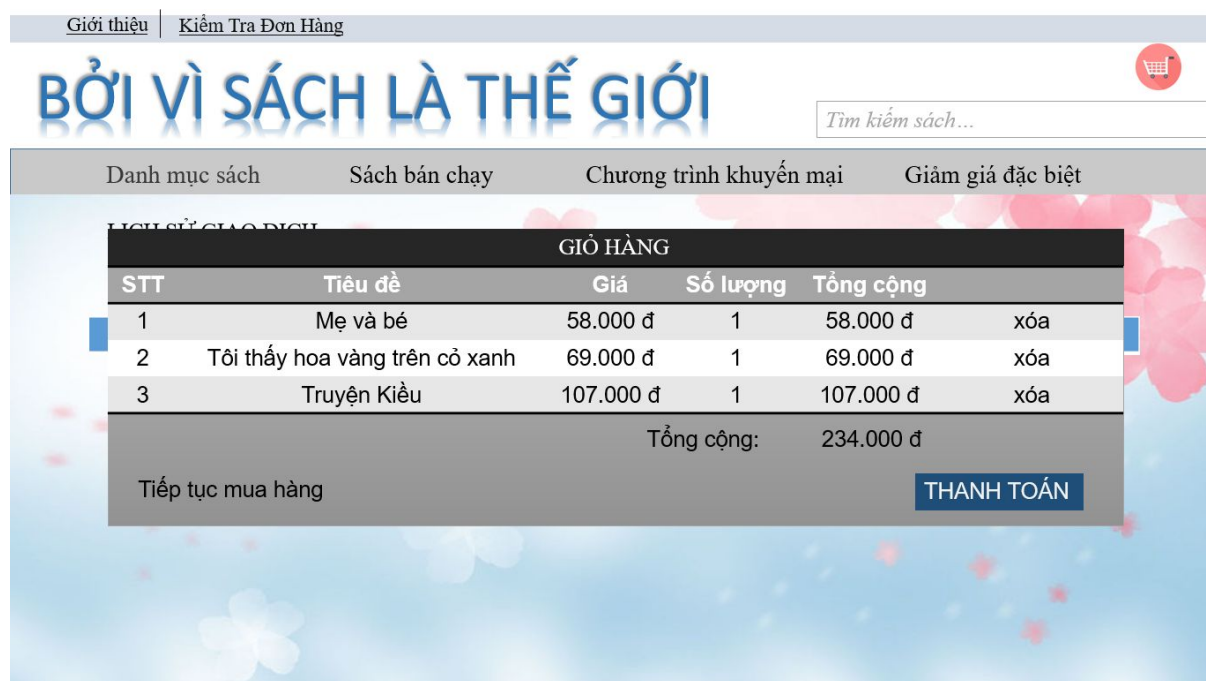 Giới thiệu Kiểm Tra Đơn Hàng
BỞI VÌ SÁCH LÀ THẾ GIỚI
Tìm kiếm sách...
Danh mục sách Sách bán chạy Chương trình khuyến mại Giảm giá đặc biệt
LỊCH SỬ GIAO DỊCH
GIỎ HÀNG
STT Tiêu đề Giá Số lượng Tổng cộng
1 Mẹ và bé 58.000 đ 1 58.000 đ xóa
2 Tôi thấy hoa vàng trên cỏ xanh 69.000 đ 1 69.000 đ xóa
3 Truyện Kiều 107.000 đ 1 107.000 đ xóa
Tổng cộng: 234.000 đ
Tiếp tục mua hàng THANH TOÁN